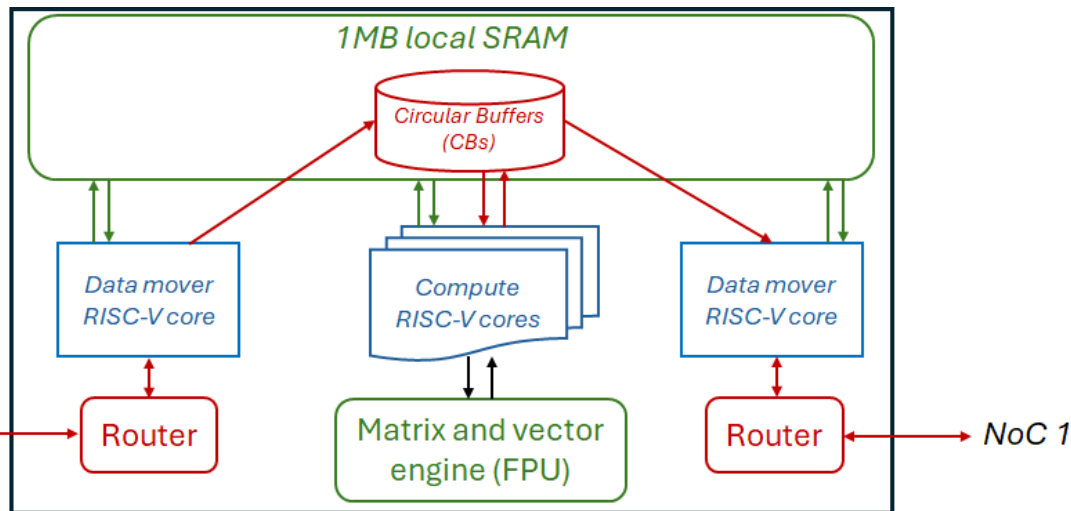 1MB local SRAM
Circular Buffers
(CBs)
Data mover
RISC-V core
Compute
RISC-V cores
Data mover
RISC-V core
Router
Matrix and vector
engine (FPU)
Router
NoC 1